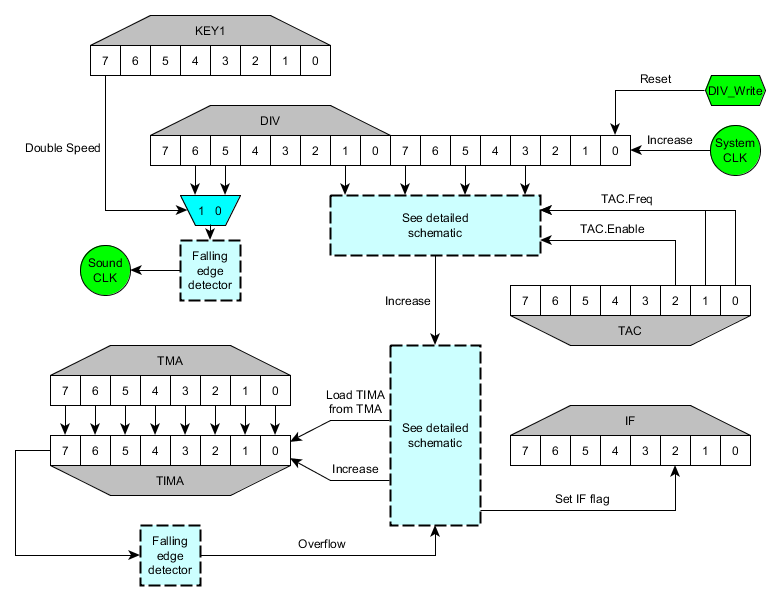 KEY1
7 6 5 4 3 2 1 0
Reset
DIV_Write
Double Speed
DIV
7 6 5 4 3 2 1 0 7 6 5 4 3 2 1 0
Increase
System
CLK
1 0
See detailed
schematic
TAC.Freq
TAC.Enable
Sound
CLK
Falling
edge
detector
Increase
7 6 5 4 3 2 1 0
TAC
TMA
7 6 5 4 3 2 1 0
Load TIMA
from TMA
See detailed
schematic
IF
7 6 5 4 3 2 1 0
7 6 5 4 3 2 1 0
TIMA
Increase
Set IF flag
Falling
edge
detector
Overflow